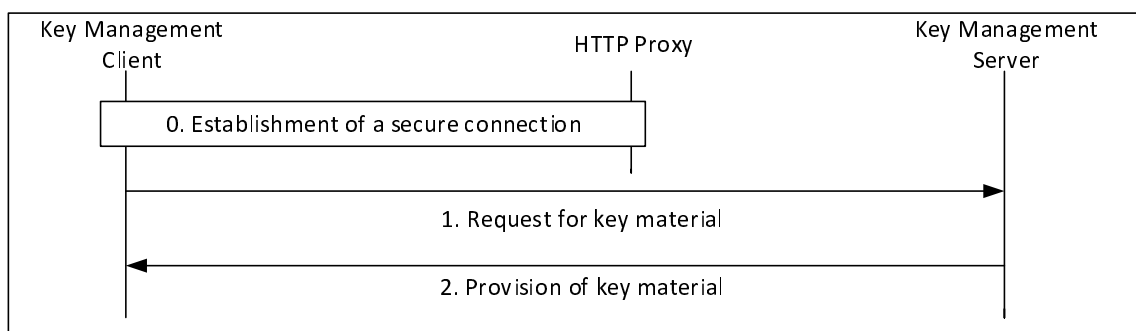 Key Management
Client
HTTP Proxy
Key Management
Server
0. Establishment of a secure connection
1. Request for key material
2. Provision of key material